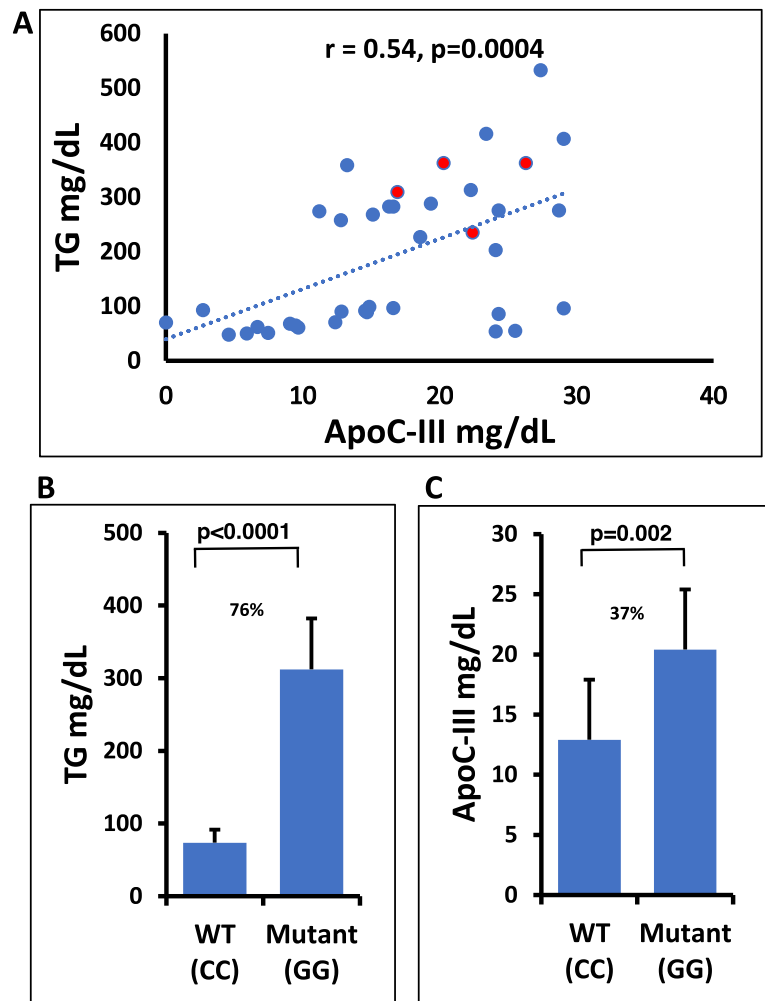 A
r = 0.54, p=0.0004
TG mg/dL
600
500
400
300
200
100
0
0 10 20 30 40
ApoC-III mg/dL
B
p<0.0001
76%
TG mg/dL
500
400
300
200
100
0
WT Mutant
(CC) (GG)
C
p=0.002
37%
ApoC-III mg/dL
30
25
20
15
10
5
0
WT Mutant
(CC) (GG)